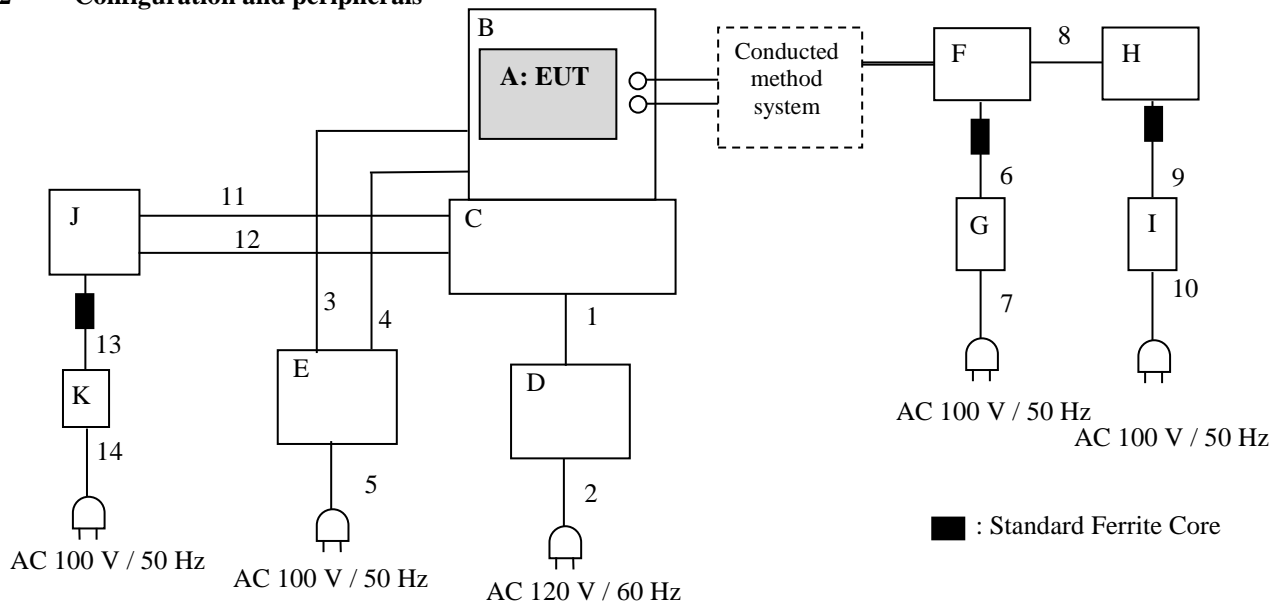 2 Configuration and peripherals
B
A: EUT
Conducted
method
system
F
8
H
6
9
G
I
7
10
AC 100 V / 50 Hz
AC 100 V / 50 Hz
J
11
12
C
3
4
1
13
K
E
D
14
5
2
AC 100 V / 50 Hz
AC 100 V / 50 Hz
AC 120 V / 60 Hz
: Standard Ferrite Core